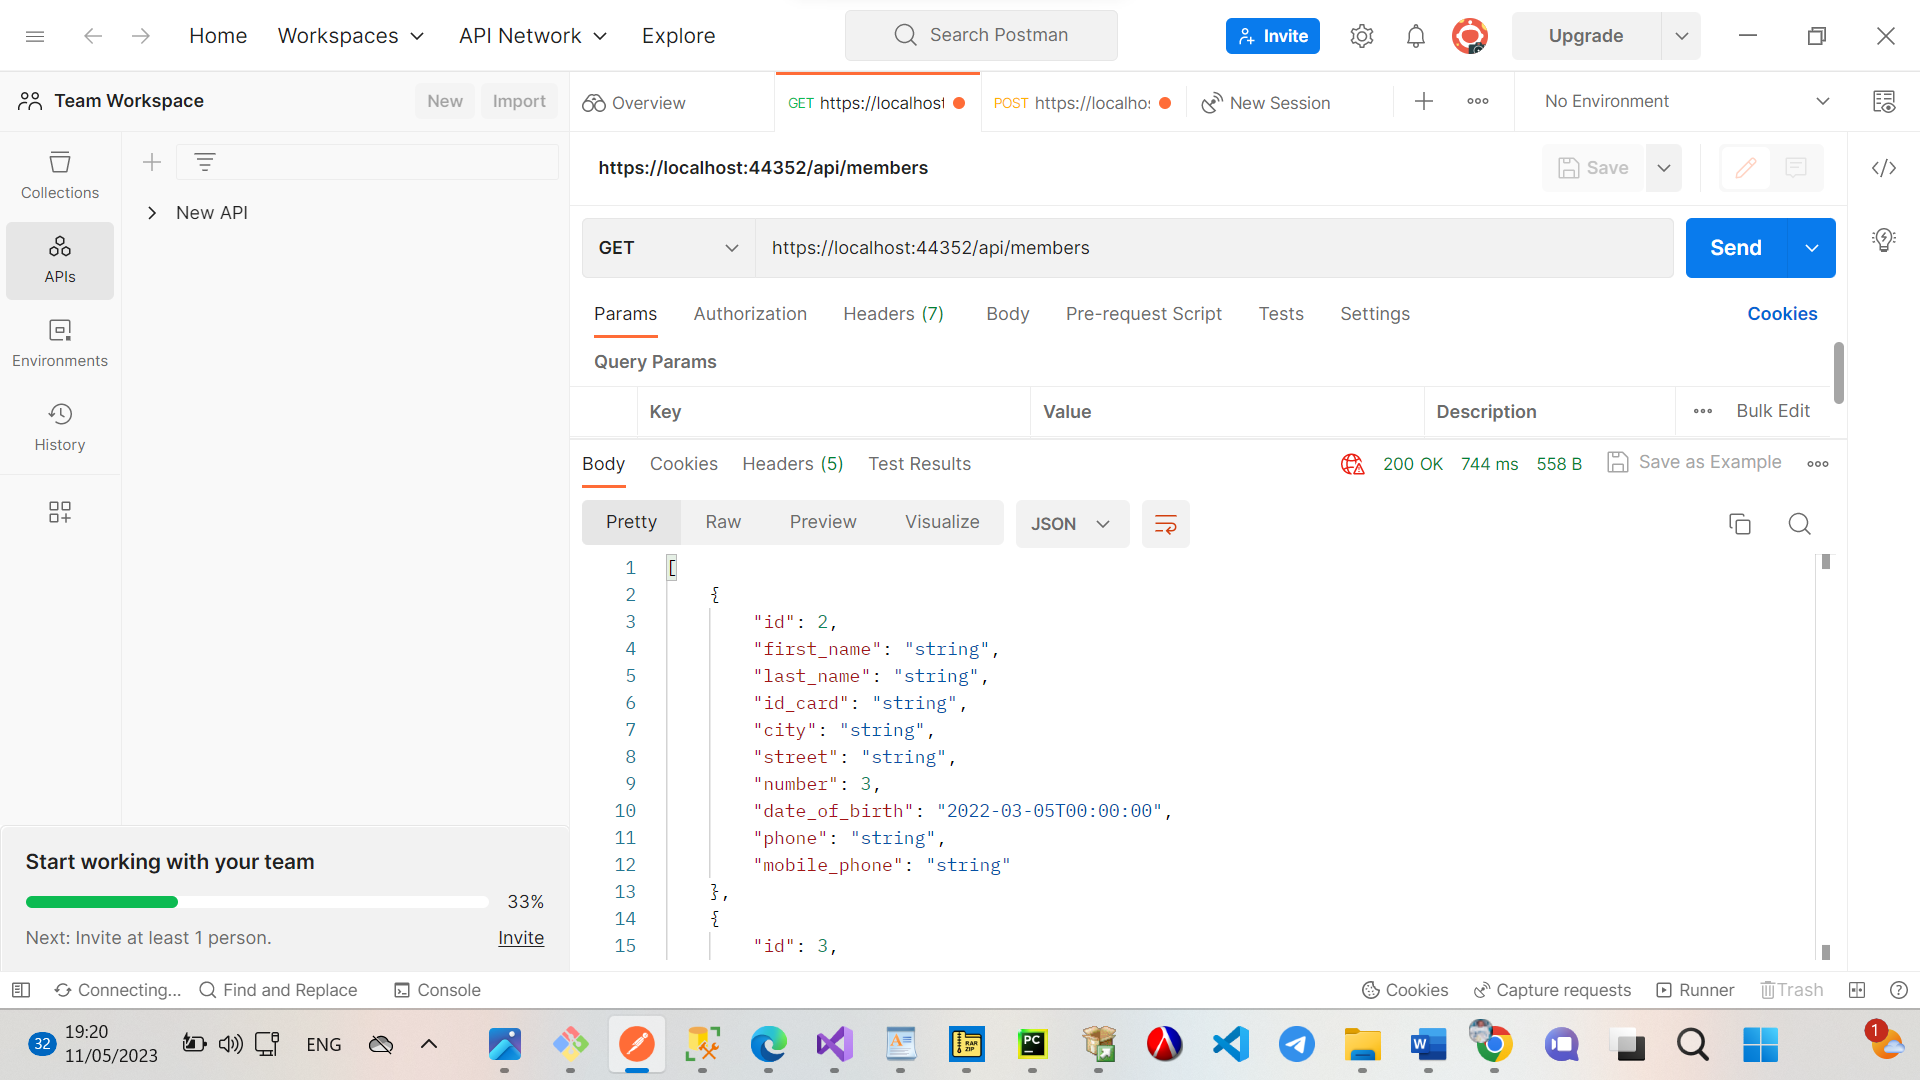 Home Workspaces API Network Explore Search Postman Invite Upgrade
Team Workspace New Import
Overview GET https://localhost POST https://localhos New Session No Environment
Collections
New API
APIs
Environments
History
https://localhost:44352/api/members Save
GET https://localhost:44352/api/members Send
Params Authorization Headers (7) Body Pre-request Script Tests Settings Cookies
Query Params
Key Value Description Bulk Edit
Body Cookies Headers (5) Test Results 200 OK 744 ms 558 B Save as Example
Pretty Raw Preview Visualize JSON
1 [
2 {
3 "id": 2,
4 "first_name": "string",
5 "last_name": "string",
6 "id_card": "string",
7 "city": "string",
8 "street": "string",
9 "number": 3,
10 "date_of_birth": "2022-03-05T00:00:00",
11 "phone": "string",
12 "mobile_phone": "string"
13 },
14 {
15 "id": 3,
Start working with your team
33%
Next: Invite at least 1 person. Invite
Connecting... Find and Replace Console Cookies Capture requests Runner Trash
32 19:20
11/05/2023
ENG
RAR
ZIP
PC
W
1